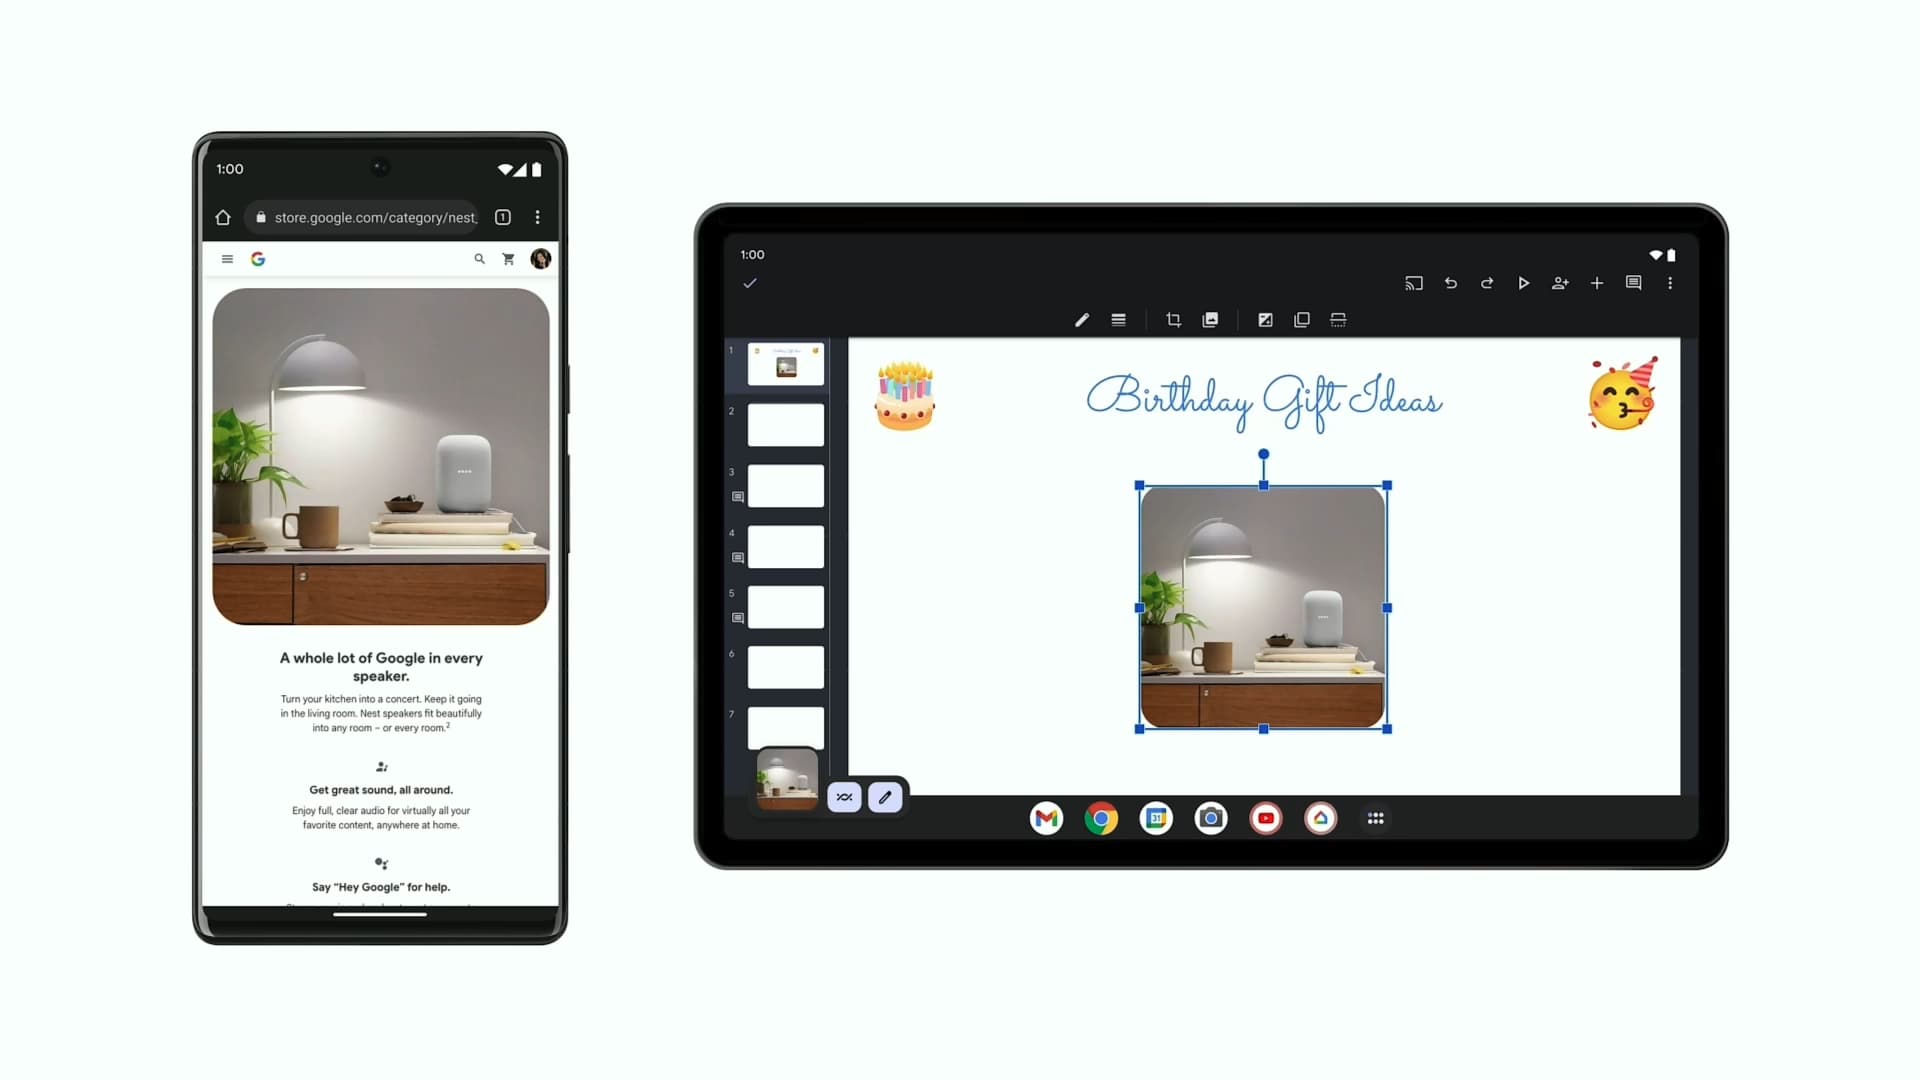 1:00
store.google.com/category/nest_
1
A whole lot of Google in every
speaker.
Turn your kitchen into a concert. Keep it going
in the living room. Nest speakers fit beautifully
into any room – or every room.²
Get great sound, all around.
Enjoy full, clear audio for virtually all your
favorite content, anywhere at home.
Say “Hey Google” for help.
1:00
1
2
3
4
5
6
7
Birthday Gift Ideas
31